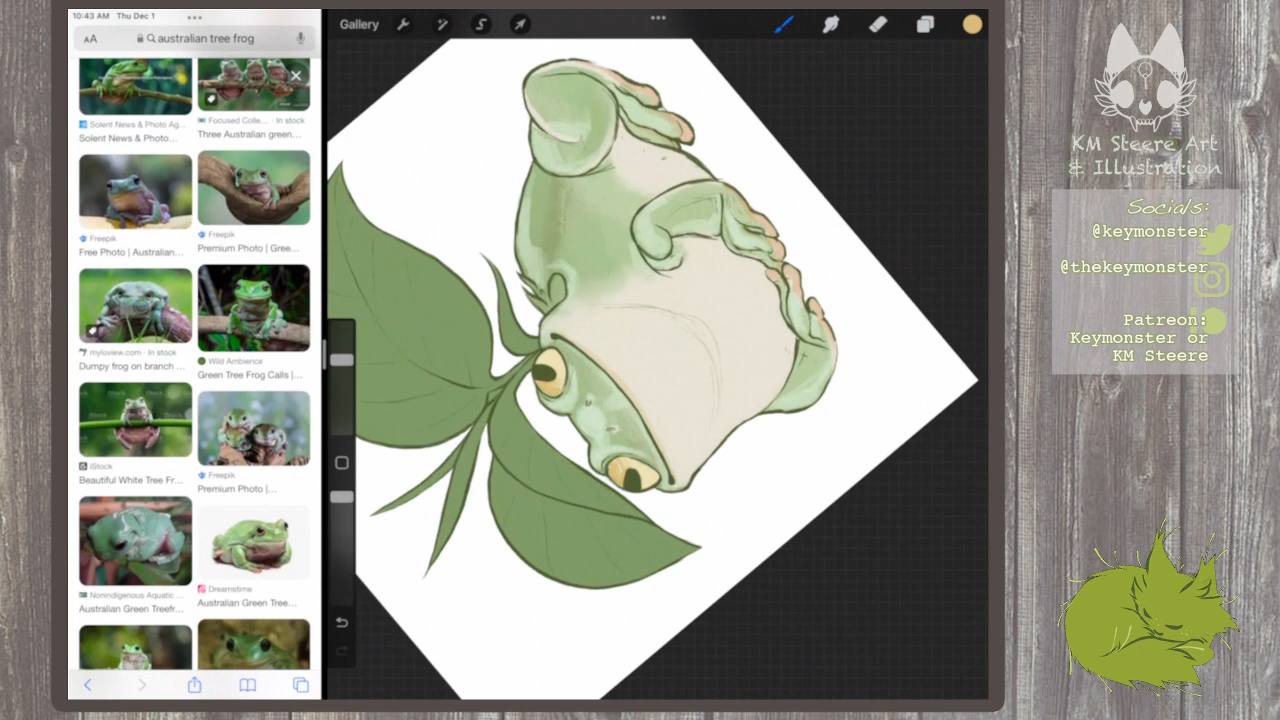 10:43 AM Thu Dec 1
AA
australian tree frog
Solent News & Photo Ag...
Solent News & Photo...
Focused Colle... · In stock
Three Australian green...
Freepik
Free Photo | Australian...
Freepik
Premium Photo | Gree...
myloview.com · In stock
Dumpy frog on branch ...
Wild Ambience
Green Tree Frog Calls |...
iStock
Beautiful White Tree Fr...
Freepik
Premium Photo |...
Nonindigenous Aquatic ...
Australian Green Treefr...
Dreamstime
Australian Green Tree...
Gallery
KM Steere Art
& Illustration
Socials:
@keymonster
@thekeymonster
Patreon:
Keymonster or
KM Steere